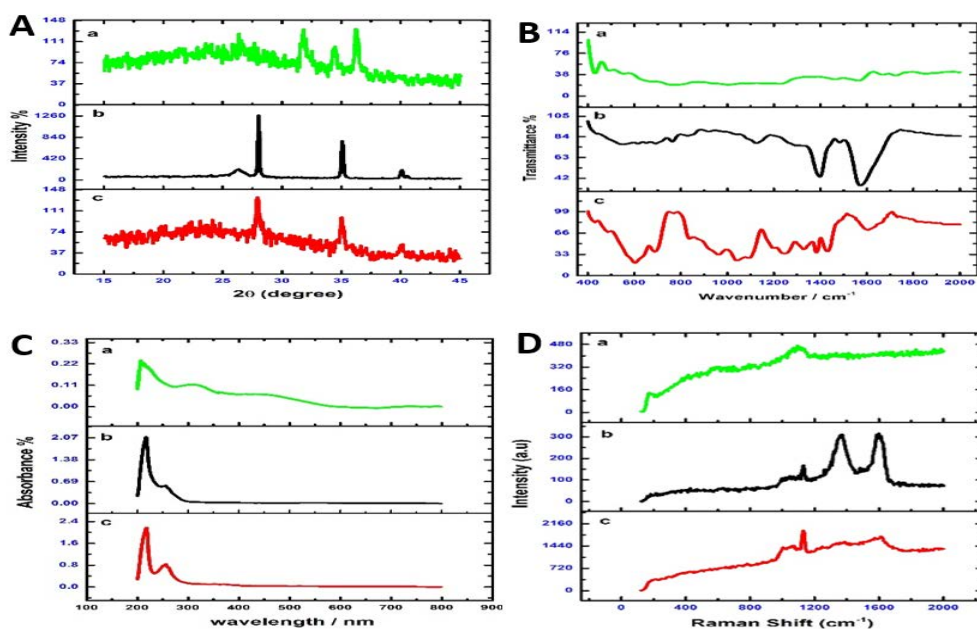 A
a
148
111
74
37
0
b
1260
840
420
0
148
c
111
74
37
0
Intensity %
15 20 25 30 35 40 45
2θ (degree)
B
a
114
76
38
0
b
105
84
63
42
c
99
66
33
0
Transmittance %
400 600 800 1000 1200 1400 1600 1800 2000
Wavenumber / cm-1
C
a
0.33
0.22
0.11
0.00
b
2.07
1.38
0.69
0.00
c
2.4
1.6
0.8
0.0
Absorbance %
100 200 300 400 500 600 700 800 900
wavelength / nm
D
a
480
320
160
0
b
300
200
100
0
c
2160
1440
720
0
Intensity (a.u)
0 400 800 1200 1600 2000
Raman Shift (cm-1)